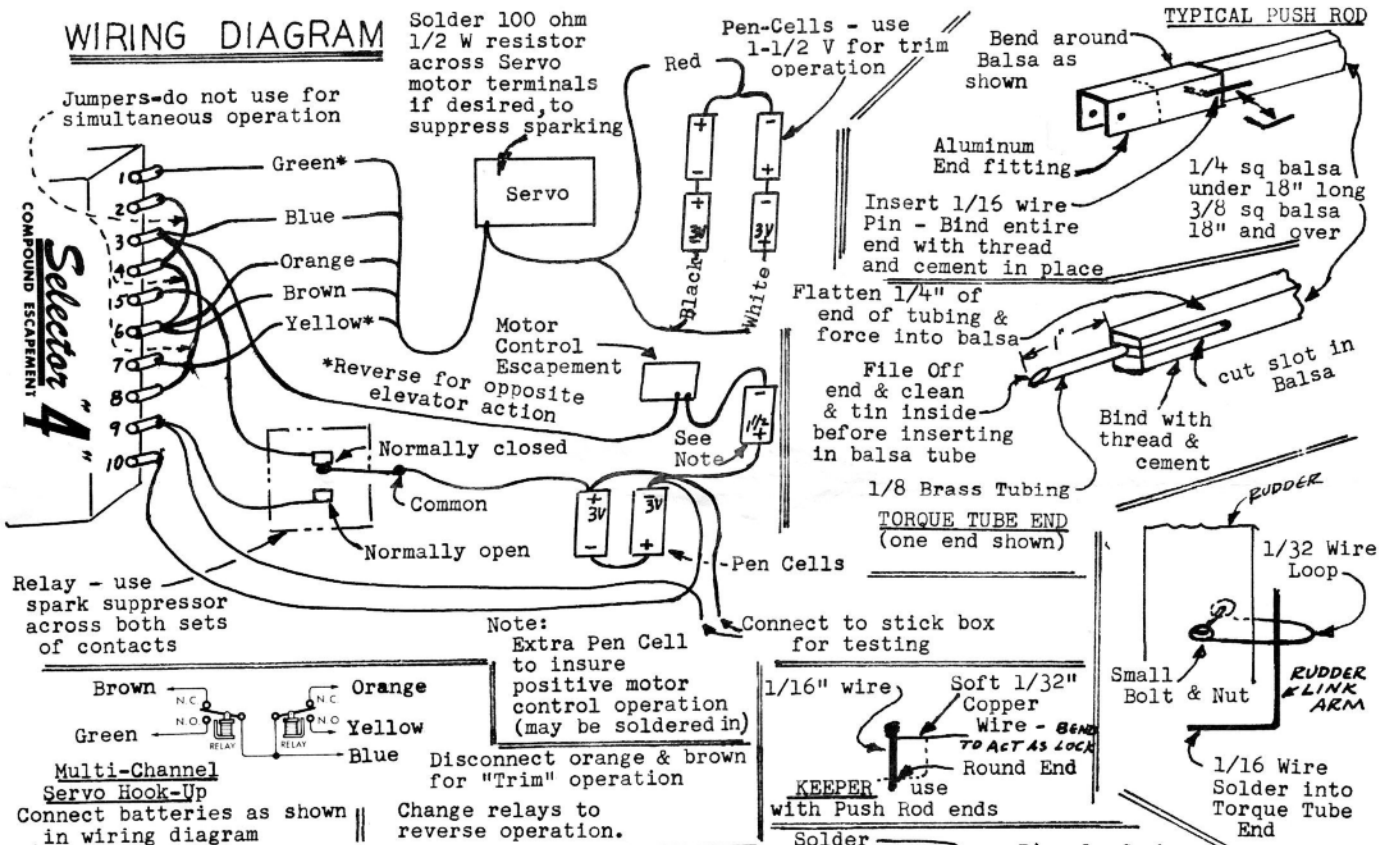 WIRING DIAGRAM
Solder 100 ohm
1/2 W resistor
across Servo
motor terminals
if desired, to
suppress sparking
Jumpers-do not use for
simultaneous operation
Pen-Cells - use
1-1/2 V for trim
operation
Red
+
-
-
+
+
-
3V
+
Black
White
Servo
1
2
3
4
5
6
7
8
9
10
Selector "4"
COMPOUND ESCAPEMENT
Green*
Blue
Orange
Brown
Yellow*
*Reverse for opposite
elevator action
Motor
Control
Escapement
-
1 1/2
+
See
Note
Normally closed
Common
Normally open
+
3V
-
-
3V
+
Pen Cells
Relay - use
spark suppressor
across both sets
of contacts
Connect to stick box
for testing
Note:
Extra Pen Cell
to insure
positive motor
control operation
(may be soldered in)
Brown
N.C.
N.O.
Green
RELAY
RELAY
Orange
N.C.
N.O.
Yellow
Blue
Multi-Channel
Servo Hook-Up
Connect batteries as shown
in wiring diagram
Disconnect orange & brown
for "Trim" operation
Change relays to
reverse operation.
TYPICAL PUSH ROD
Bend around
Balsa as
shown
Aluminum
End fitting
Insert 1/16 wire
Pin - Bind entire
end with thread
and cement in place
1/4 sq balsa
under 18" long
3/8 sq balsa
18" and over
Flatten 1/4" of
end of tubing &
force into balsa
1"
File Off
end & clean
& tin inside
before inserting
in balsa tube
cut slot in
Balsa
Bind with
thread &
cement
1/8 Brass Tubing
TORQUE TUBE END
(one end shown)
RUDDER
1/32 Wire
Loop
Small
Bolt & Nut
RUDDER
LINK
ARM
1/16 Wire
Solder into
Torque Tube
End
1/16" wire
Soft 1/32"
Copper
Wire - BEND
TO ACT AS LOCK
Round End
KEEPER use
with Push Rod ends
Solder